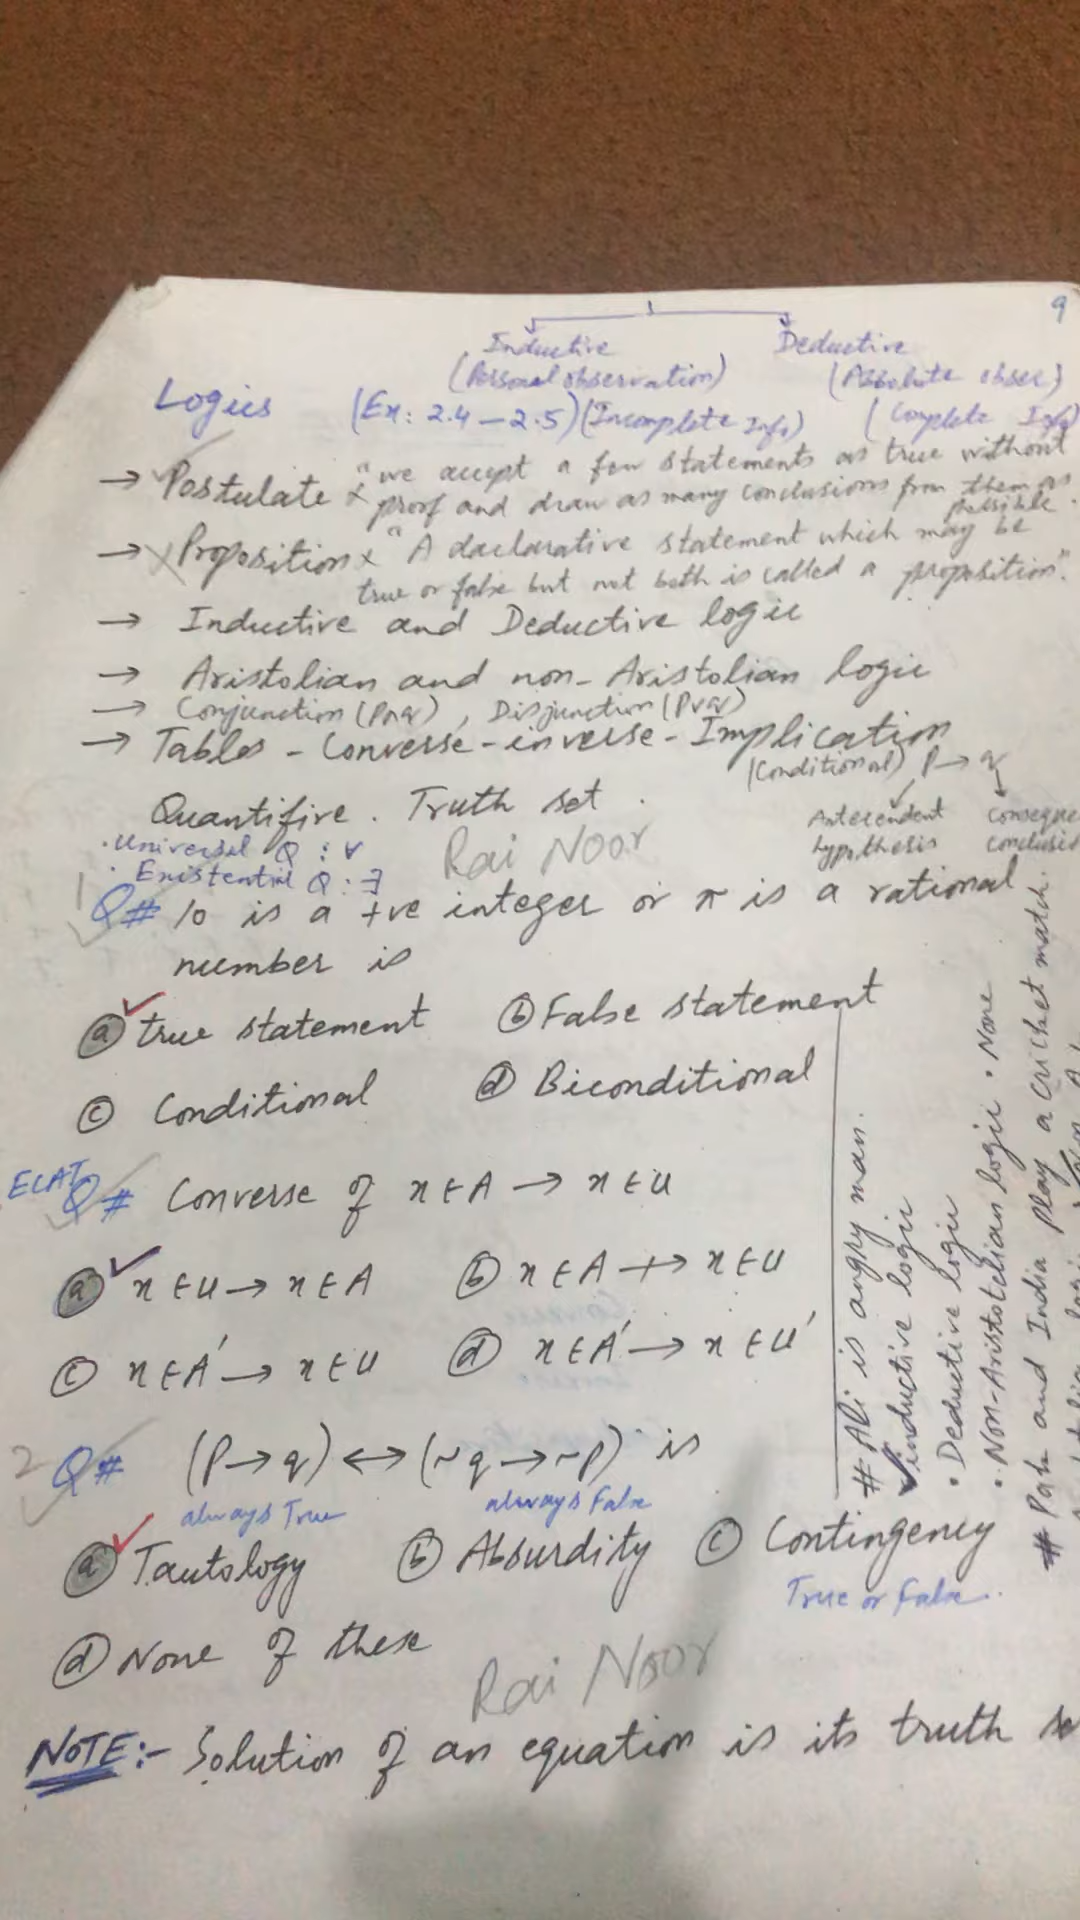 9
Inductive Deductive
(Personal observation) (Absolute obser)
Logics (Ex: 2.4 – 2.5) (Incomplete Info) (Complete Info)
→ Postulate "we accept a few statements as true without
proof and draw as many conclusions from them as
possible.
→ Proposition "A daclarative statement which may be
true or false but not both is called a proposition".
→ Inductive and Deductive logic
→ Aristolian and non-Aristolian logic
→ Conjunction (P∧q), Disjunction (P∨q)
→ Tables - Converse - inverse - Implication
(Conditional) P → q
Quantifire. Truth set.
Antecendent Conseque
hypothesis conclusio
. Universal Q : ∀
. Existential Q : ∃
Rai Noor
1 Q# 10 is a +ve integer or π is a rational
number is
(a) true statement (b) False statement
(c) Conditional (d) Biconditional
ECAT Q# Converse of x∈A → x∈U
(a) x∈U → x∈A (b) x∈A ↛ x∈U
(c) x∈A' → x∈U (d) x∈A' → x∈U'
2 Q# (P→q) ↔ (~q→~P) is
always True always False
(a) Tautology (b) Absurdity (c) Contingency
True or False.
(d) None of these
Rai Noor
NOTE:- Solution of an equation is its truth se
# Ali is angry man.
inductive logic
• Deductive logic
• Non-Aristotelian logic • None
# Pak and India Play a cricket match.